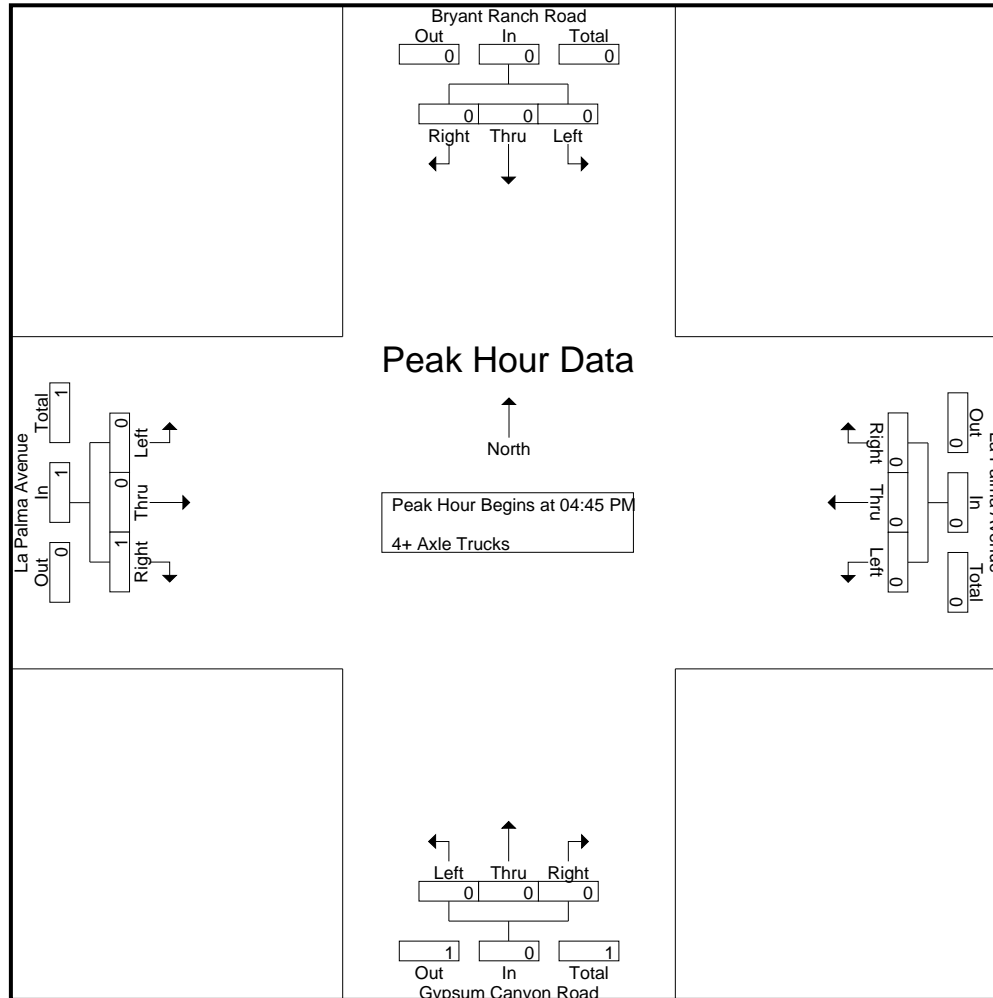 Bryant Ranch Road
Out In Total
0 0 0
0 0 0
Right Thru Left
Peak Hour Data
North
Peak Hour Begins at 04:45 PM
4+ Axle Trucks
La Palma Avenue
Total In Out
1 1 0
0 0 1
Left Thru Right
Right Thru Left
0 0 0
Out In Total
0 0 0
Left Thru Right
0 0 0
1 0 1
Out In Total
Gypsum Canyon Road